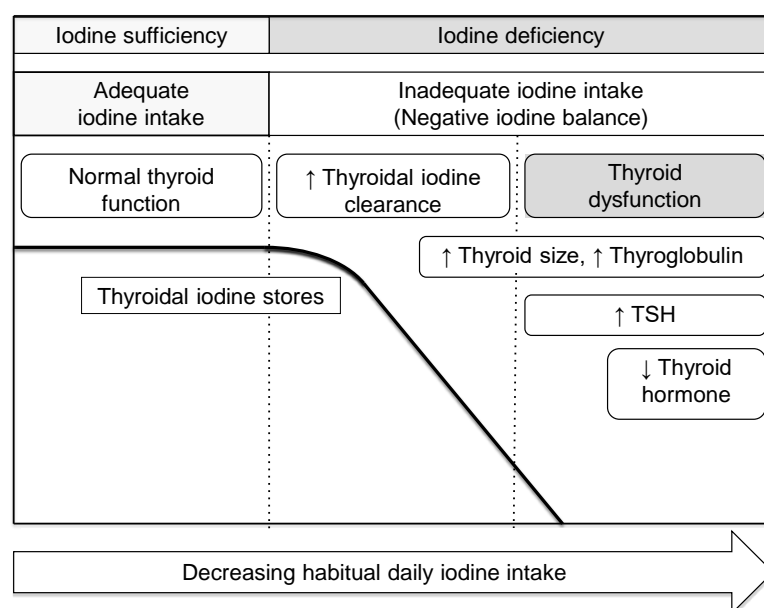 Iodine sufficiency
Iodine deficiency
Adequate
iodine intake
Inadequate iodine intake
(Negative iodine balance)
Normal thyroid
function
↑ Thyroidal iodine
clearance
Thyroid
dysfunction
↑ Thyroid size, ↑ Thyroglobulin
Thyroidal iodine stores
↑ TSH
↓ Thyroid
hormone
Decreasing habitual daily iodine intake